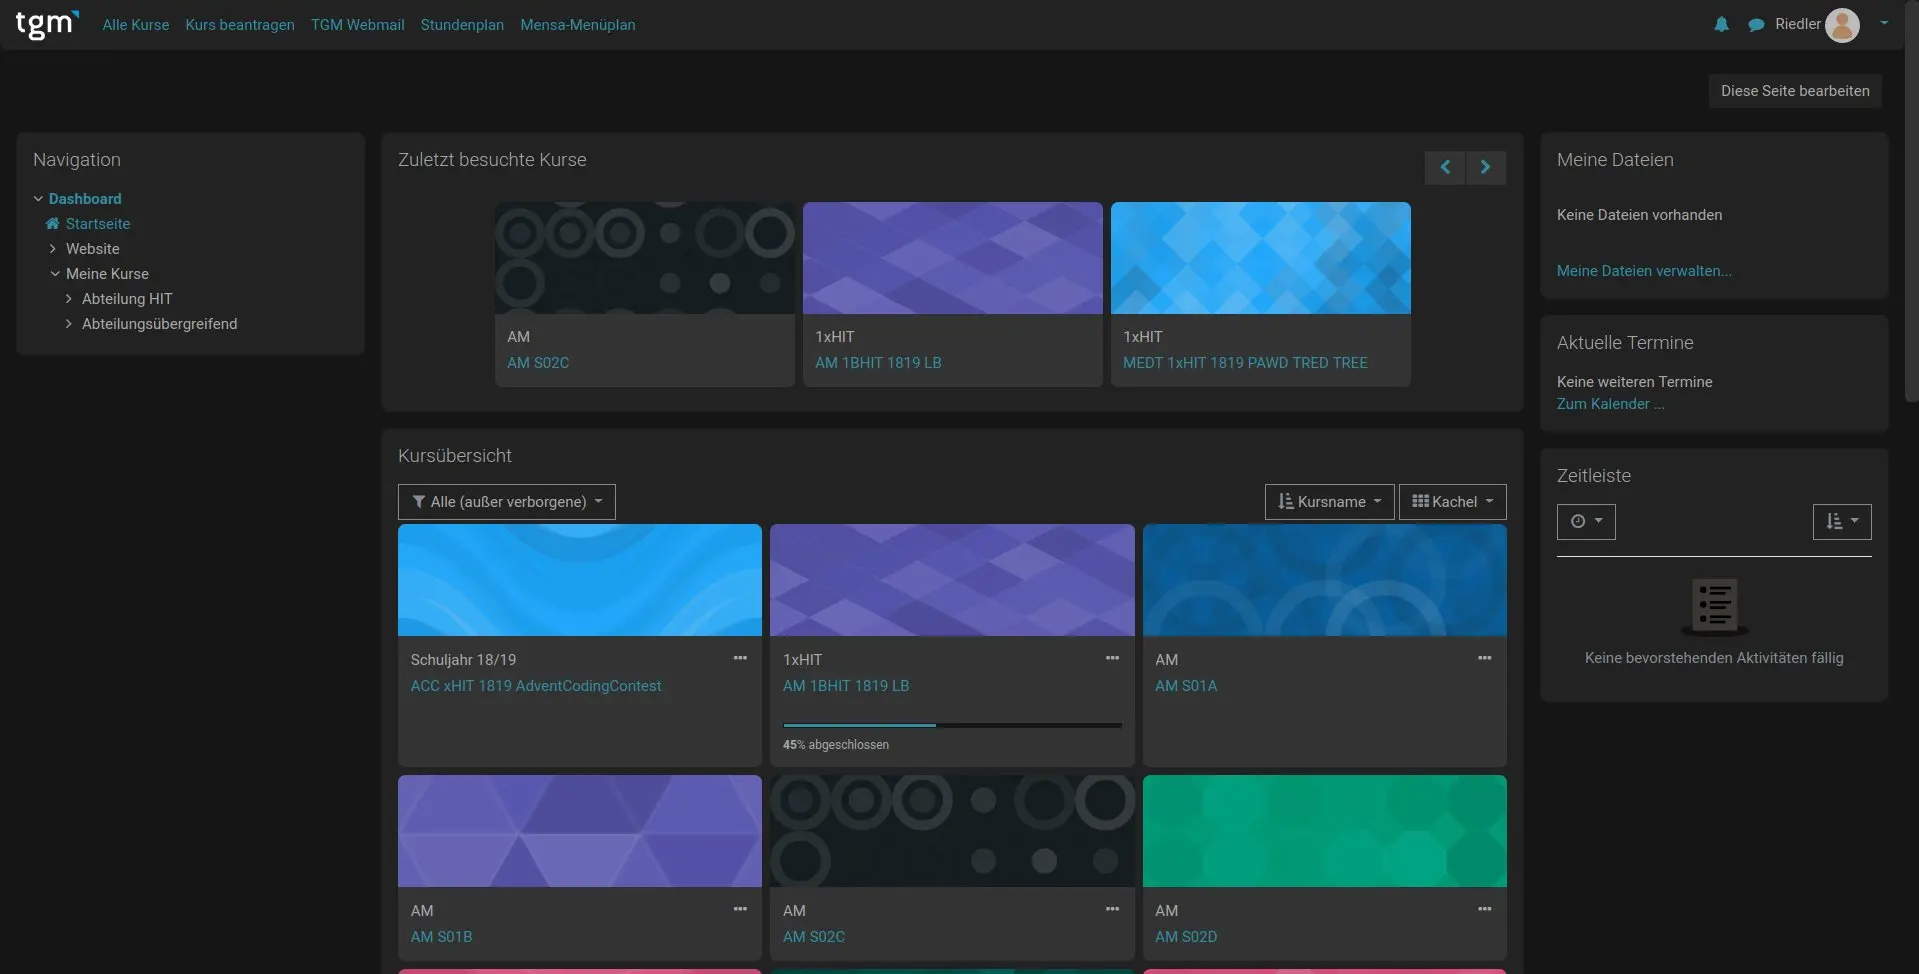 tgm
Alle Kurse
Kurs beantragen
TGM Webmail
Stundenplan
Mensa-Menüplan
Riedler
Diese Seite bearbeiten
Navigation
Dashboard
Startseite
Website
Meine Kurse
Abteilung HIT
Abteilungsübergreifend
Zuletzt besuchte Kurse
AM
AM S02C
1xHIT
AM 1BHIT 1819 LB
1xHIT
MEDT 1xHIT 1819 PAWD TRED TREE
Kursübersicht
Alle (außer verborgene)
Kursname
Kachel
Schuljahr 18/19
ACC xHIT 1819 AdventCodingContest
1xHIT
AM 1BHIT 1819 LB
45% abgeschlossen
AM
AM S01A
AM
AM S01B
AM
AM S02C
AM
AM S02D
Meine Dateien
Keine Dateien vorhanden
Meine Dateien verwalten...
Aktuelle Termine
Keine weiteren Termine
Zum Kalender ...
Zeitleiste
Keine bevorstehenden Aktivitäten fällig